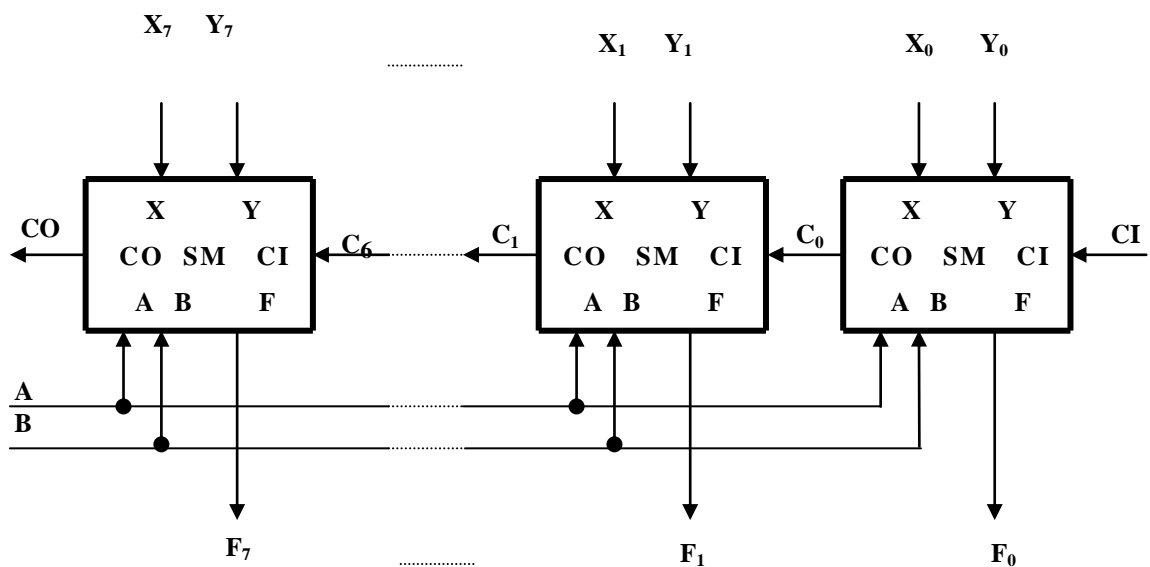 X₇ Y₇
X₁ Y₁
X₀ Y₀
X Y
CO SM CI
A B F
X Y
CO SM CI
A B F
X Y
CO SM CI
A B F
CO
C₆
C₁
C₀
CI
A
B
F₇
F₁
F₀